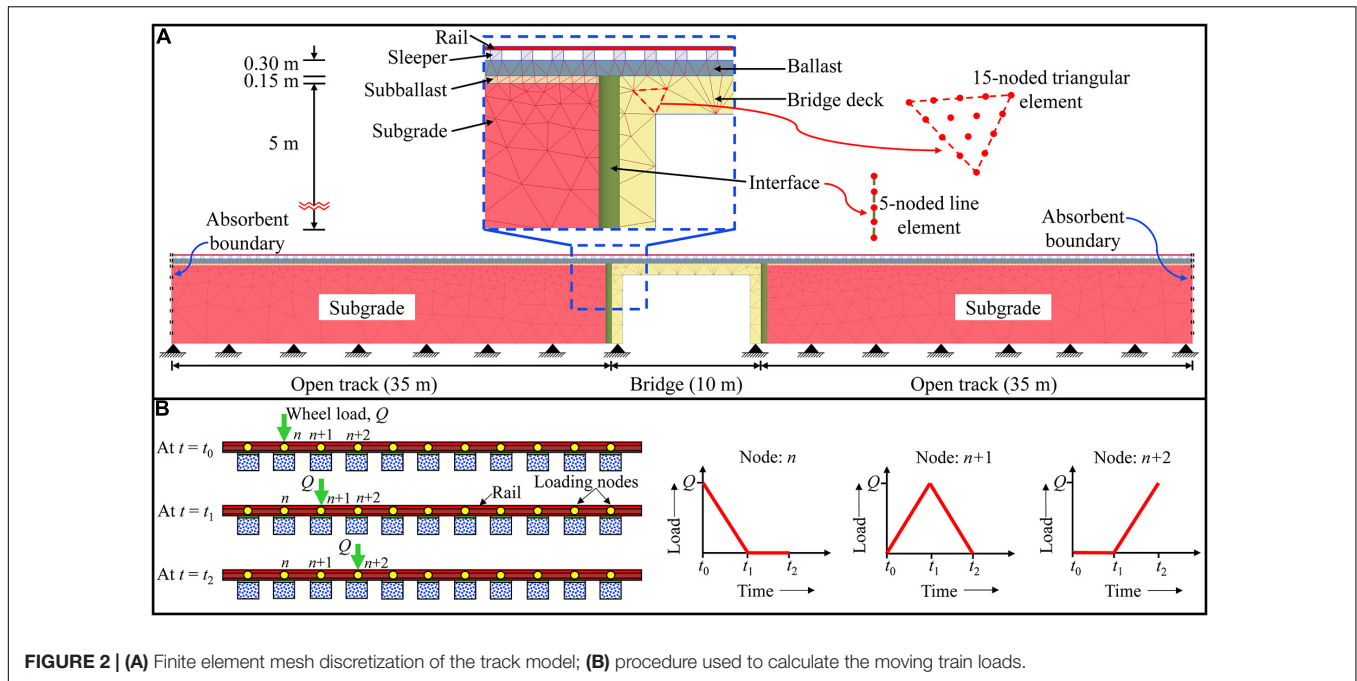 A
Rail
Sleeper
0.30 m
0.15 m
Subballast
Subgrade
5 m
Ballast
Bridge deck
15-noded triangular
element
Interface
5-noded line
element
Absorbent
boundary
Absorbent
boundary
Subgrade
Subgrade
Open track (35 m)
Bridge (10 m)
Open track (35 m)
B
Wheel load, Q
At t = t0
n n+1 n+2
At t = t1
Q
n n+1 n+2
Rail
Loading nodes
At t = t2
Q
n n+1 n+2
Node: n
Q
Load
t0 t1 t2
Time
Node: n+1
Q
Load
t0 t1 t2
Time
Node: n+2
Q
Load
t0 t1 t2
Time
FIGURE 2 | (A) Finite element mesh discretization of the track model; (B) procedure used to calculate the moving train loads.